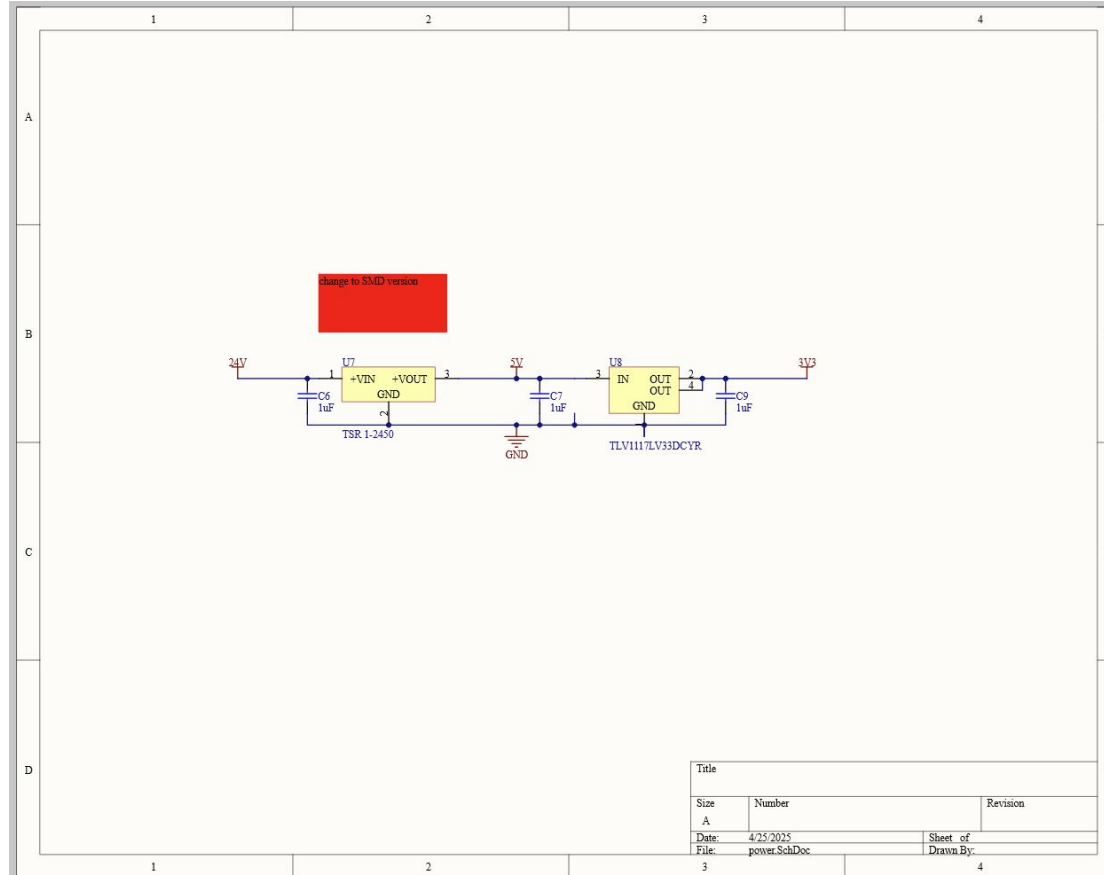 1 2 3 4
A
B
C
D
change to SMD version
24V
U7
5V
U8
3V3
1 +VIN +VOUT 3
GND
2
C6
1uF
TSR 1-2450
GND
C7
1uF
3 IN OUT 2
OUT 4
GND
1
TLV1117LV33DCYR
C9
1uF
Title
Size Number Revision
A
Date: 4/25/2025 Sheet of
File: power.SchDoc Drawn By:
1 2 3 4